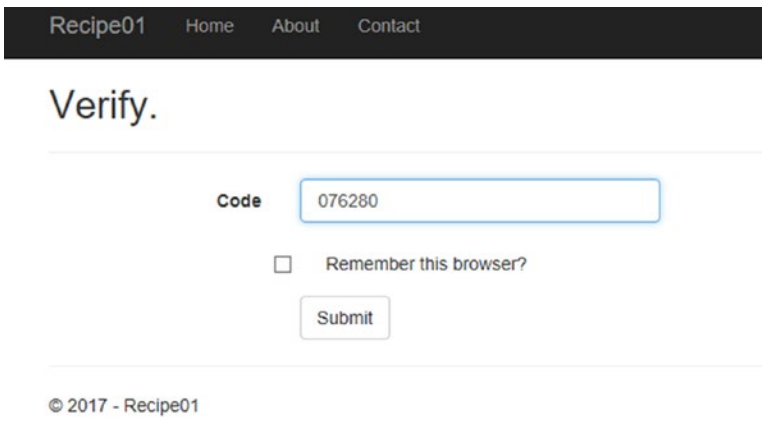 Recipe01 Home About Contact
Verify.
Code 076280
Remember this browser?
Submit
© 2017 - Recipe01